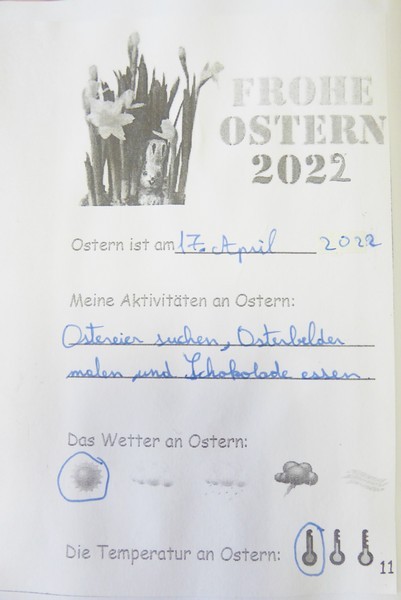 FROHE
OSTERN
2022
Ostern ist am 17. April 2022
Meine Aktivitäten an Ostern:
Ostereier suchen, Osterbelder
malen, und Schokolade essen.
Das Wetter an Ostern:
Die Temperatur an Ostern:
11